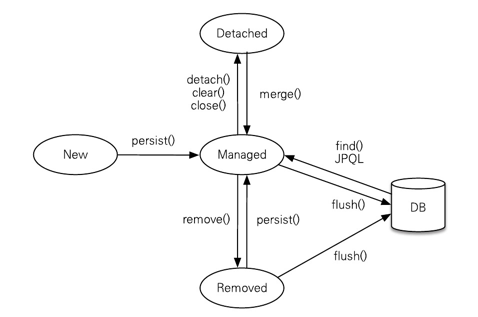 Detached
detach()
clear()
close()
merge()
persist()
find()
JPQL
New
Managed
flush()
DB
remove()
persist()
flush()
Removed